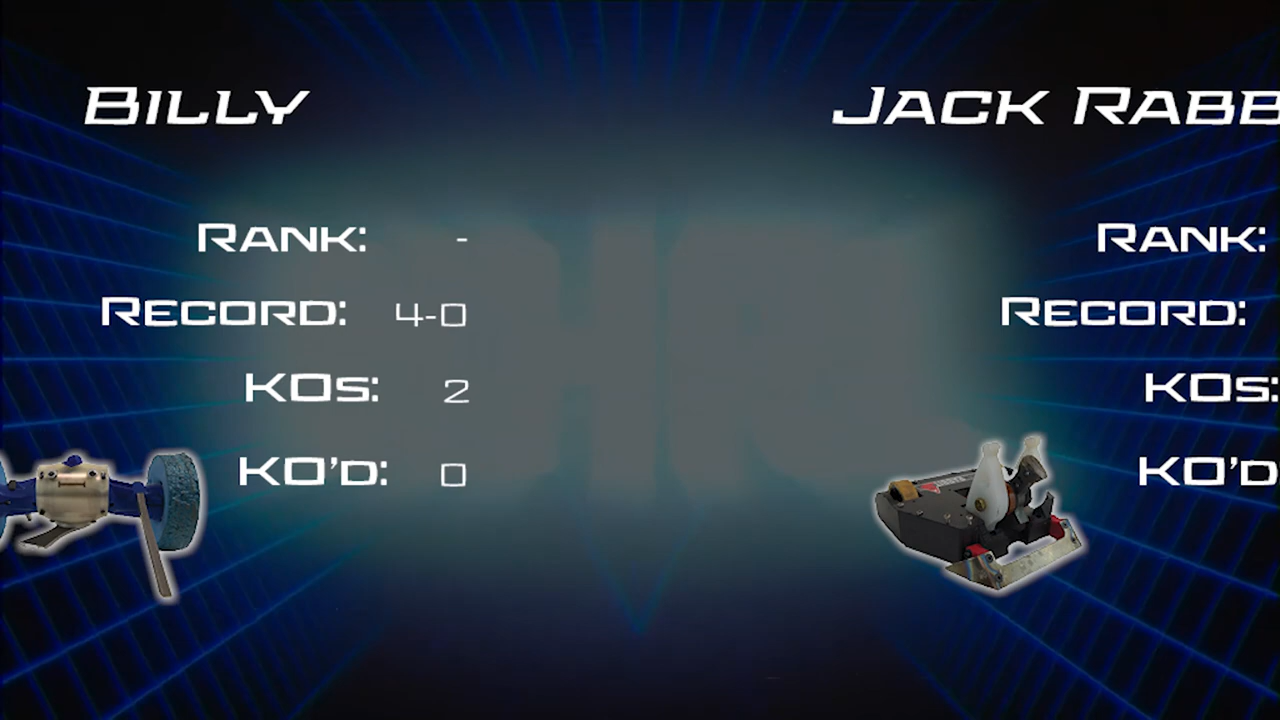 Billy
Rank: -
Record: 4-0
KOs: 2
KO'd: 0
Jack Rabb
Rank:
Record:
KOs:
KO'd